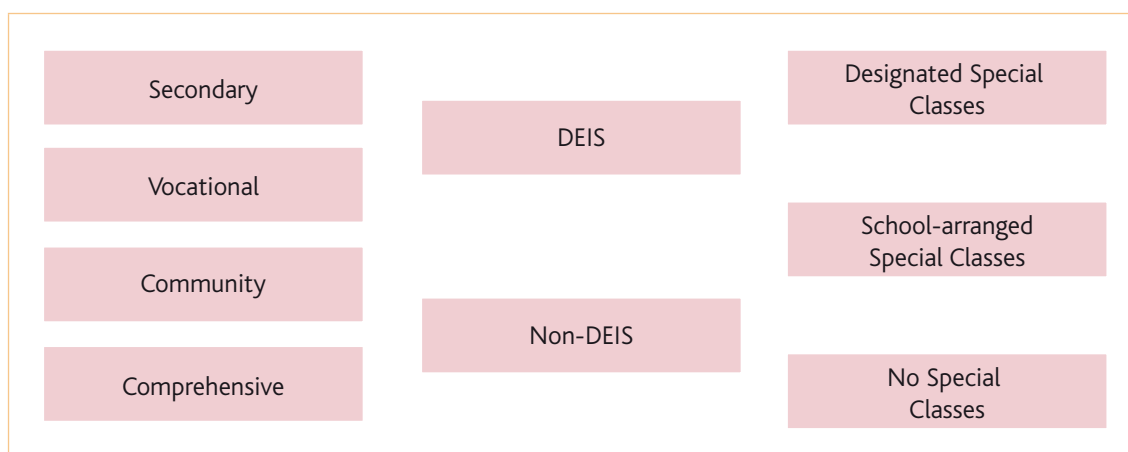 Secondary
Vocational
Community
Comprehensive
DEIS
Non-DEIS
Designated Special
Classes
School-arranged
Special Classes
No Special
Classes